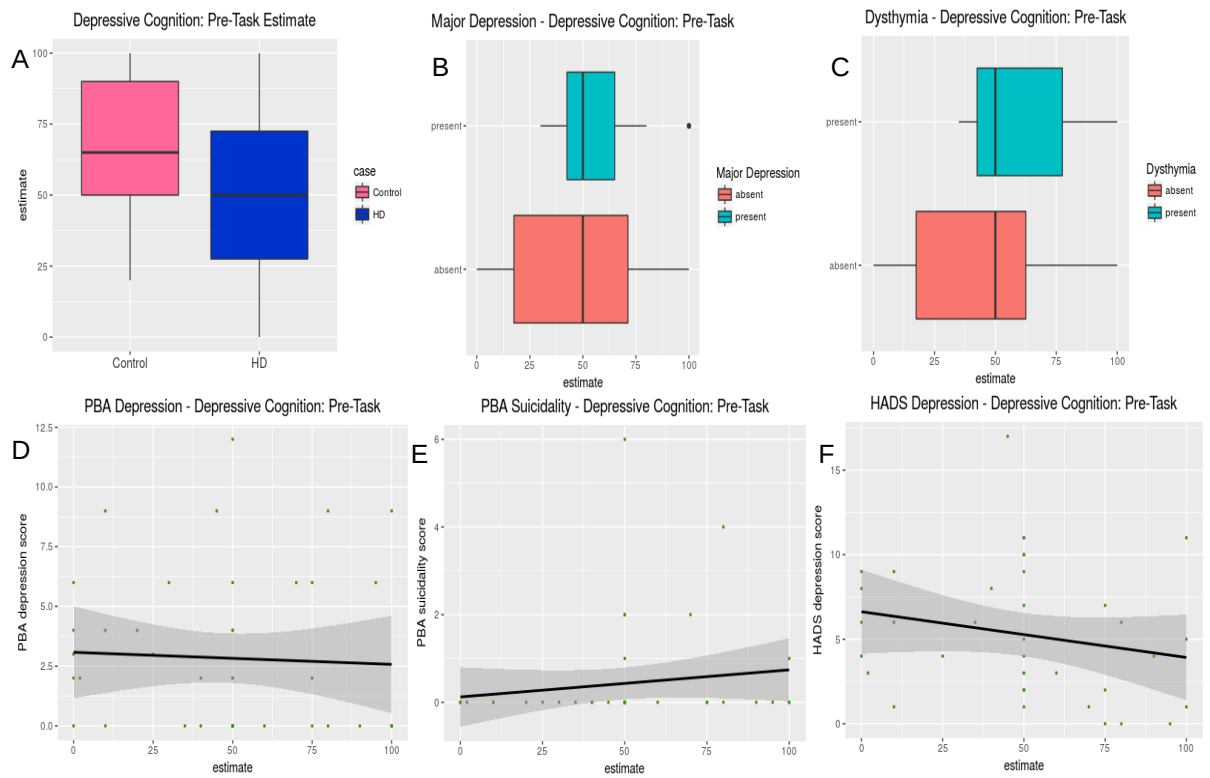 Depressive Cognition: Pre-Task Estimate
A
100
75
50
25
0
estimate
Control
HD
case
Control
HD
Major Depression - Depressive Cognition: Pre-Task
B
present
absent
0
25
50
75
100
estimate
Major Depression
absent
present
Dysthymia - Depressive Cognition: Pre-Task
C
present
absent
0
25
50
75
100
estimate
Dysthymia
absent
present
PBA Depression - Depressive Cognition: Pre-Task
D
12.5
10.0
7.5
5.0
2.5
0.0
PBA depression score
0
25
50
75
100
estimate
PBA Suicidality - Depressive Cognition: Pre-Task
E
6
4
2
0
PBA suicidality score
0
25
50
75
100
estimate
HADS Depression - Depressive Cognition: Pre-Task
F
15
10
5
0
HADS depression score
0
25
50
75
100
estimate